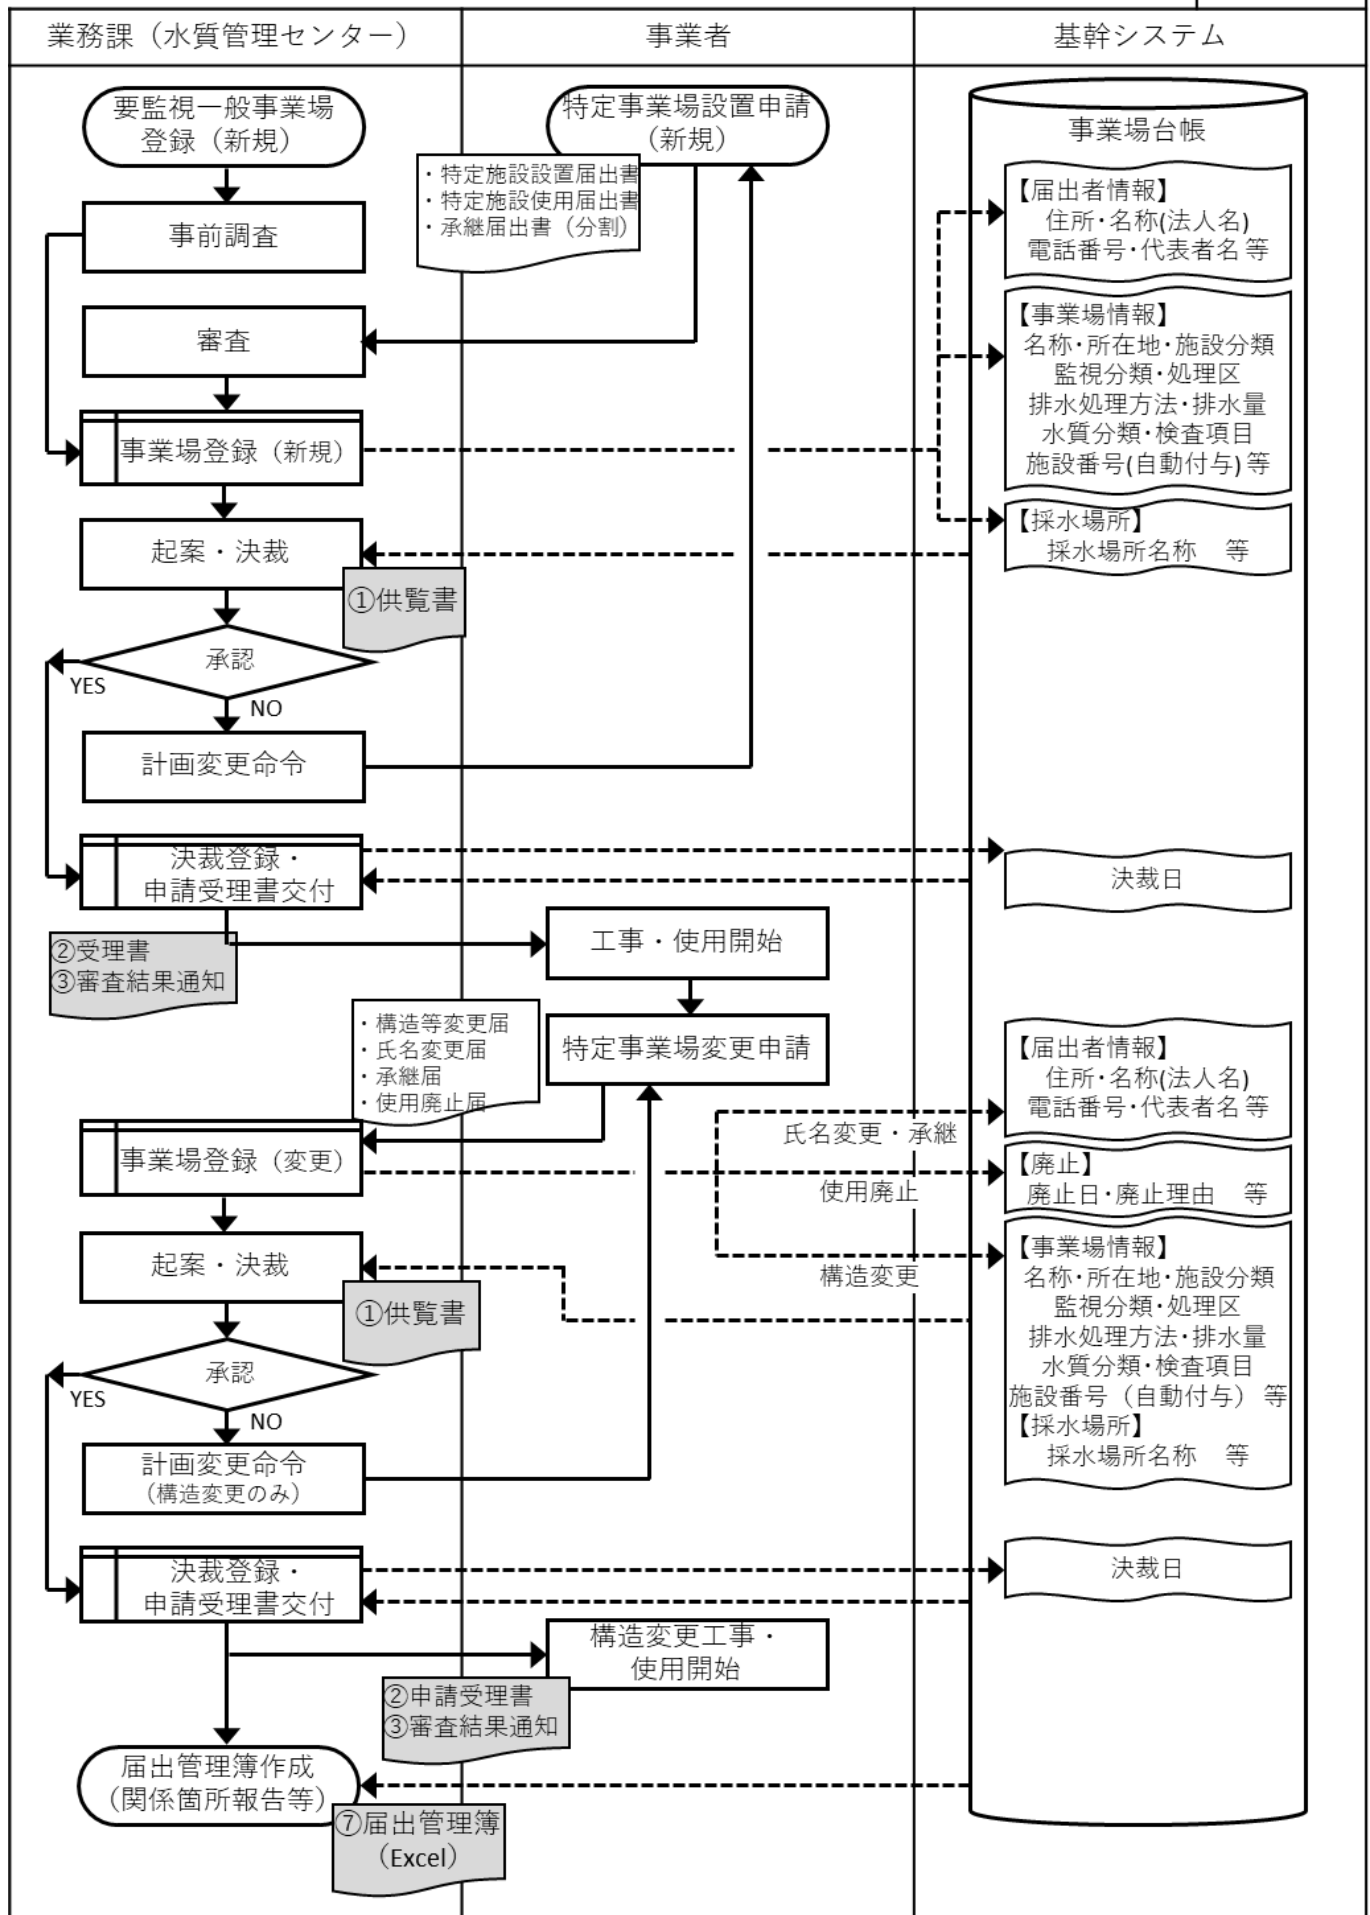 業務課（水質管理センター）
事業者
基幹システム
要監視一般事業場
登録（新規）
特定事業場設置申請
（新規）
事業場台帳
・特定施設設置届出書
・特定施設使用届出書
・承継届出書（分割）
【届出者情報】
住所･名称(法人名)
電話番号･代表者名 等
事前調査
審査
【事業場情報】
名称･所在地･施設分類
監視分類･処理区
排水処理方法･排水量
水質分類･検査項目
施設番号(自動付与) 等
事業場登録（新規）
【採水場所】
採水場所名称　等
起案・決裁
①供覧書
承認
YES
NO
計画変更命令
決裁登録・
申請受理書交付
決裁日
②受理書
③審査結果通知
工事・使用開始
・構造等変更届
・氏名変更届
・承継届
・使用廃止届
特定事業場変更申請
【届出者情報】
住所･名称(法人名)
電話番号･代表者名 等
氏名変更・承継
事業場登録（変更）
使用廃止
【廃止】
廃止日･廃止理由　等
起案・決裁
構造変更
①供覧書
【事業場情報】
名称･所在地･施設分類
監視分類･処理区
排水処理方法･排水量
水質分類･検査項目
施設番号（自動付与） 等
【採水場所】
採水場所名称　等
承認
YES
NO
計画変更命令
（構造変更のみ）
決裁登録・
申請受理書交付
決裁日
構造変更工事・
使用開始
②申請受理書
③審査結果通知
届出管理簿作成
(関係箇所報告等)
⑦届出管理簿
（Excel）